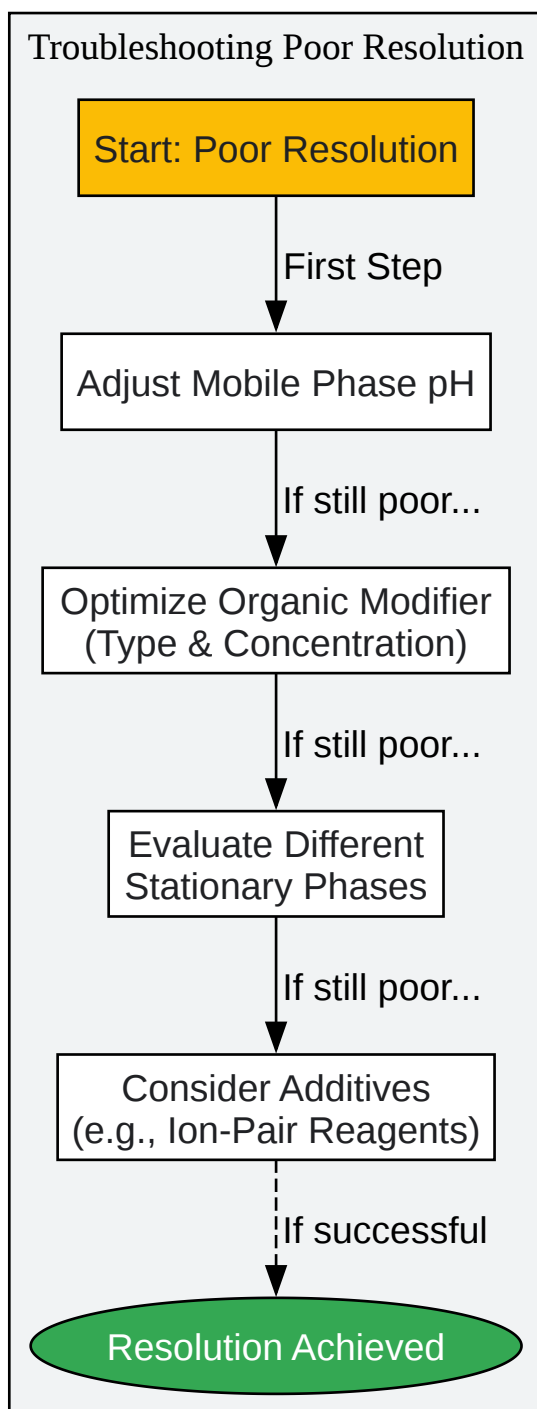 Troubleshooting Poor Resolution
Start: Poor Resolution
First Step
Adjust Mobile Phase pH
If still poor...
Optimize Organic Modifier
(Type & Concentration)
If still poor...
Evaluate Different
Stationary Phases
If still poor...
Consider Additives
(e.g., Ion-Pair Reagents)
If successful
Resolution Achieved